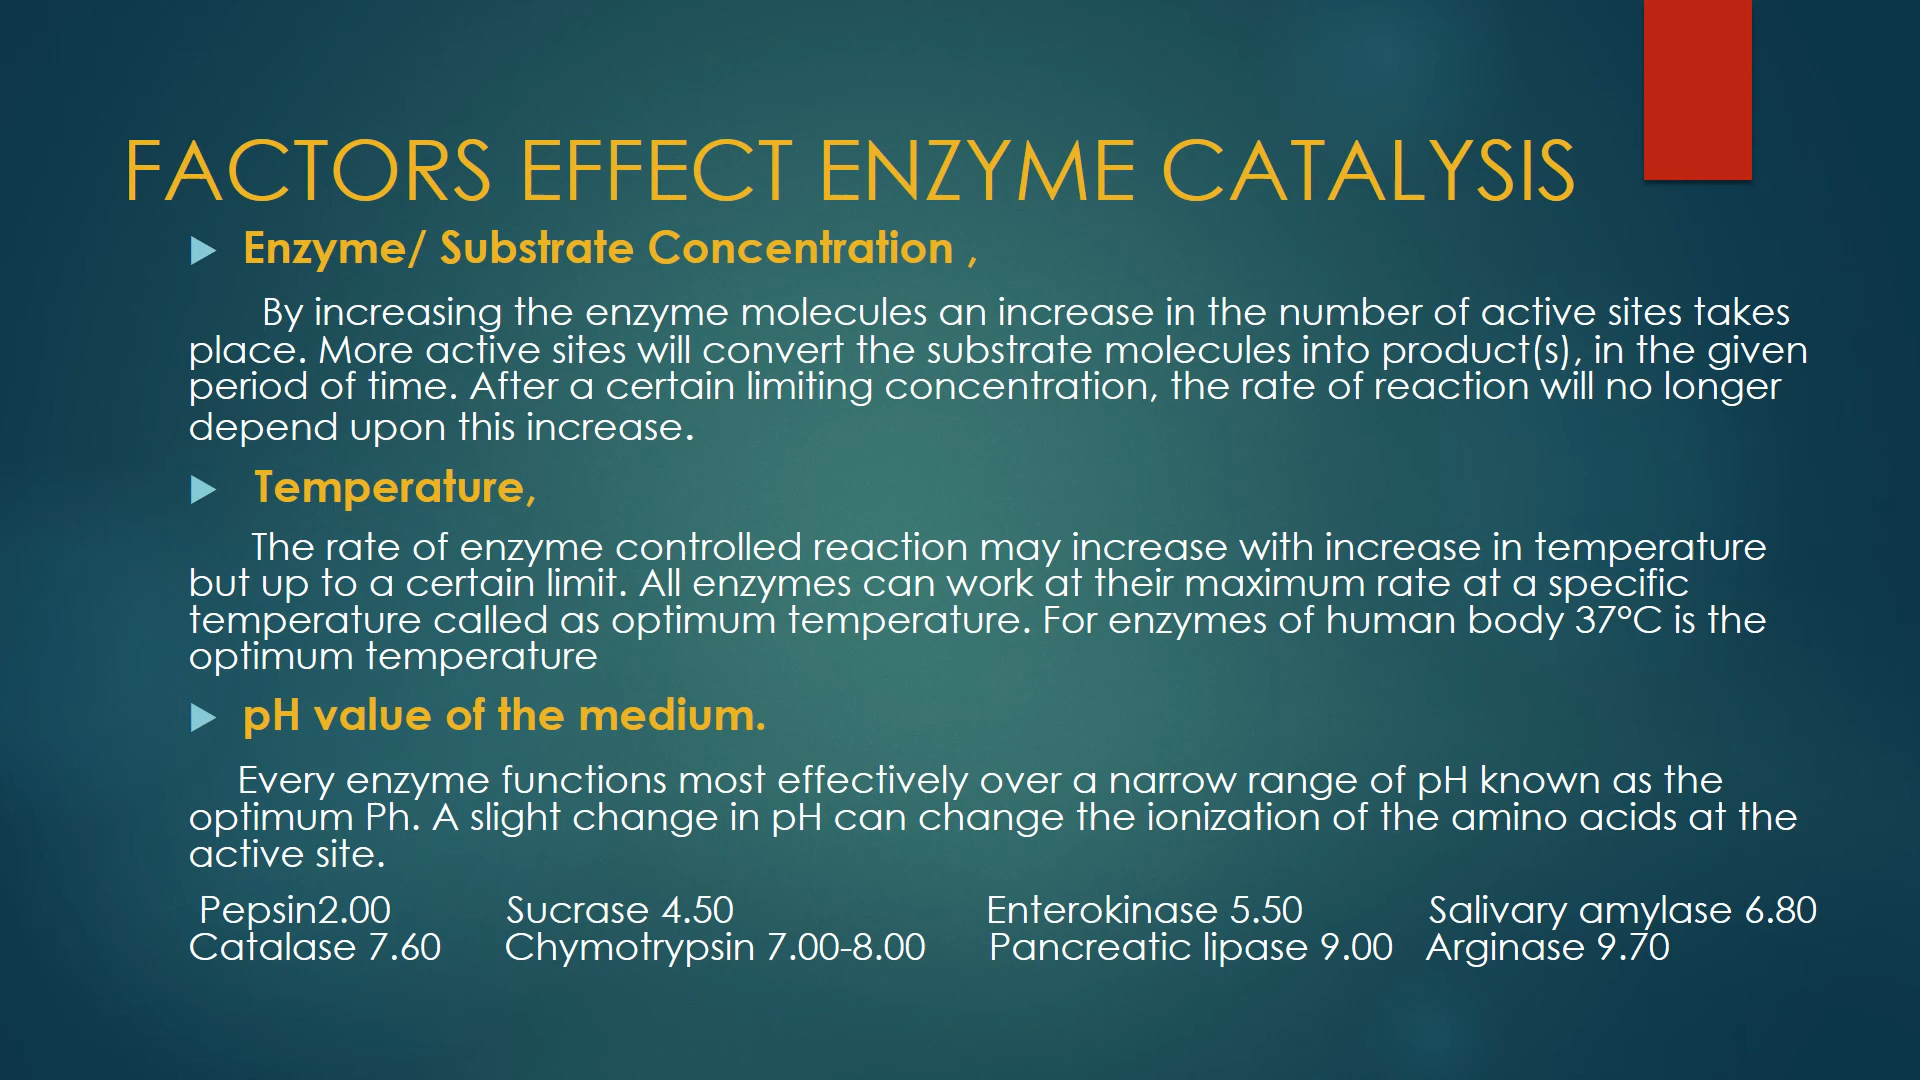 FACTORS EFFECT ENZYME CATALYSIS
Enzyme/ Substrate Concentration ,
By increasing the enzyme molecules an increase in the number of active sites takes
place. More active sites will convert the substrate molecules into product(s), in the given
period of time. After a certain limiting concentration, the rate of reaction will no longer
depend upon this increase.
Temperature,
The rate of enzyme controlled reaction may increase with increase in temperature
but up to a certain limit. All enzymes can work at their maximum rate at a specific
temperature called as optimum temperature. For enzymes of human body 37°C is the
optimum temperature
pH value of the medium.
Every enzyme functions most effectively over a narrow range of pH known as the
optimum Ph. A slight change in pH can change the ionization of the amino acids at the
active site.
Pepsin2.00 Sucrase 4.50 Enterokinase 5.50 Salivary amylase 6.80
Catalase 7.60 Chymotrypsin 7.00-8.00 Pancreatic lipase 9.00 Arginase 9.70